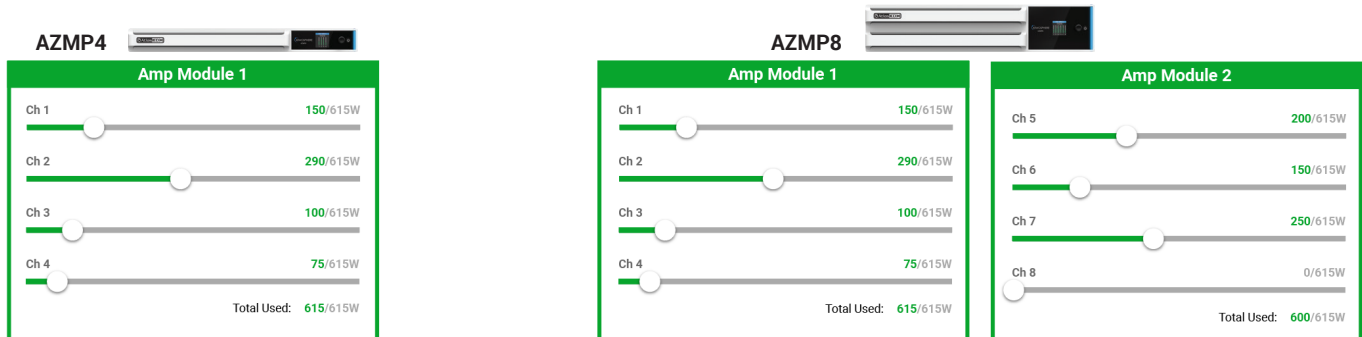 AZMP4
Amp Module 1
Ch 1 150/615W
Ch 2 290/615W
Ch 3 100/615W
Ch 4 75/615W
Total Used: 615/615W
AZMP8
Amp Module 1
Ch 1 150/615W
Ch 2 290/615W
Ch 3 100/615W
Ch 4 75/615W
Total Used: 615/615W
Amp Module 2
Ch 5 200/615W
Ch 6 150/615W
Ch 7 250/615W
Ch 8 0/615W
Total Used: 600/615W